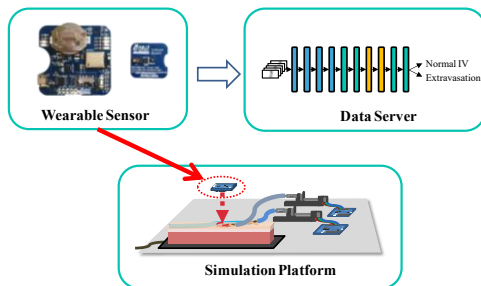 Normal IV
Extravasation
Wearable Sensor
Data Server
Simulation Platform